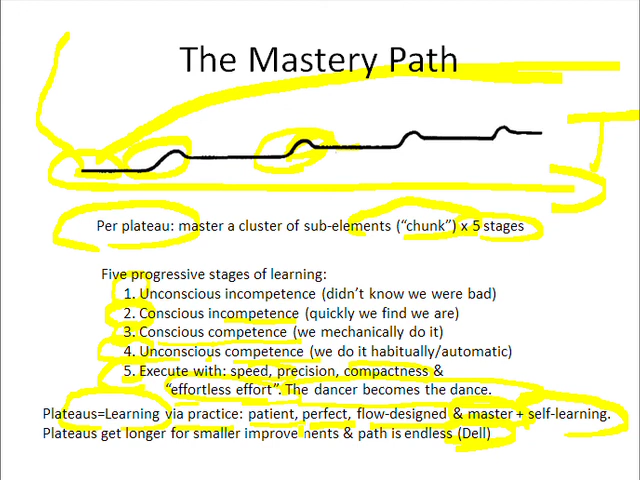 The Mastery Path
Per plateau: master a cluster of sub-elements (“chunk”) x 5 stages
Five progressive stages of learning:
1. Unconscious incompetence (didn’t know we were bad)
2. Conscious incompetence (quickly we find we are)
3. Conscious competence (we mechanically do it)
4. Unconscious competence (we do it habitually/automatic)
5. Execute with: speed, precision, compactness &
“effortless effort”. The dancer becomes the dance.
Plateaus=Learning via practice: patient, perfect, flow-designed & master + self-learning.
Plateaus get longer for smaller improve nents & path is endless (Dell)